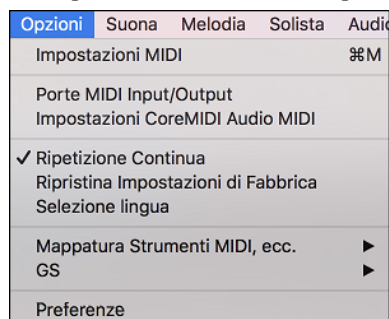 Opzioni Suona Melodia Solista Audio
Impostazioni MIDI ⌘M
Porte MIDI Input/Output
Impostazioni CoreMIDI Audio MIDI
✓ Ripetizione Continua
Ripristina Impostazioni di Fabbrica
Selezione lingua
Mappatura Strumenti MIDI, ecc. ▶
GS ▶
Preferenze